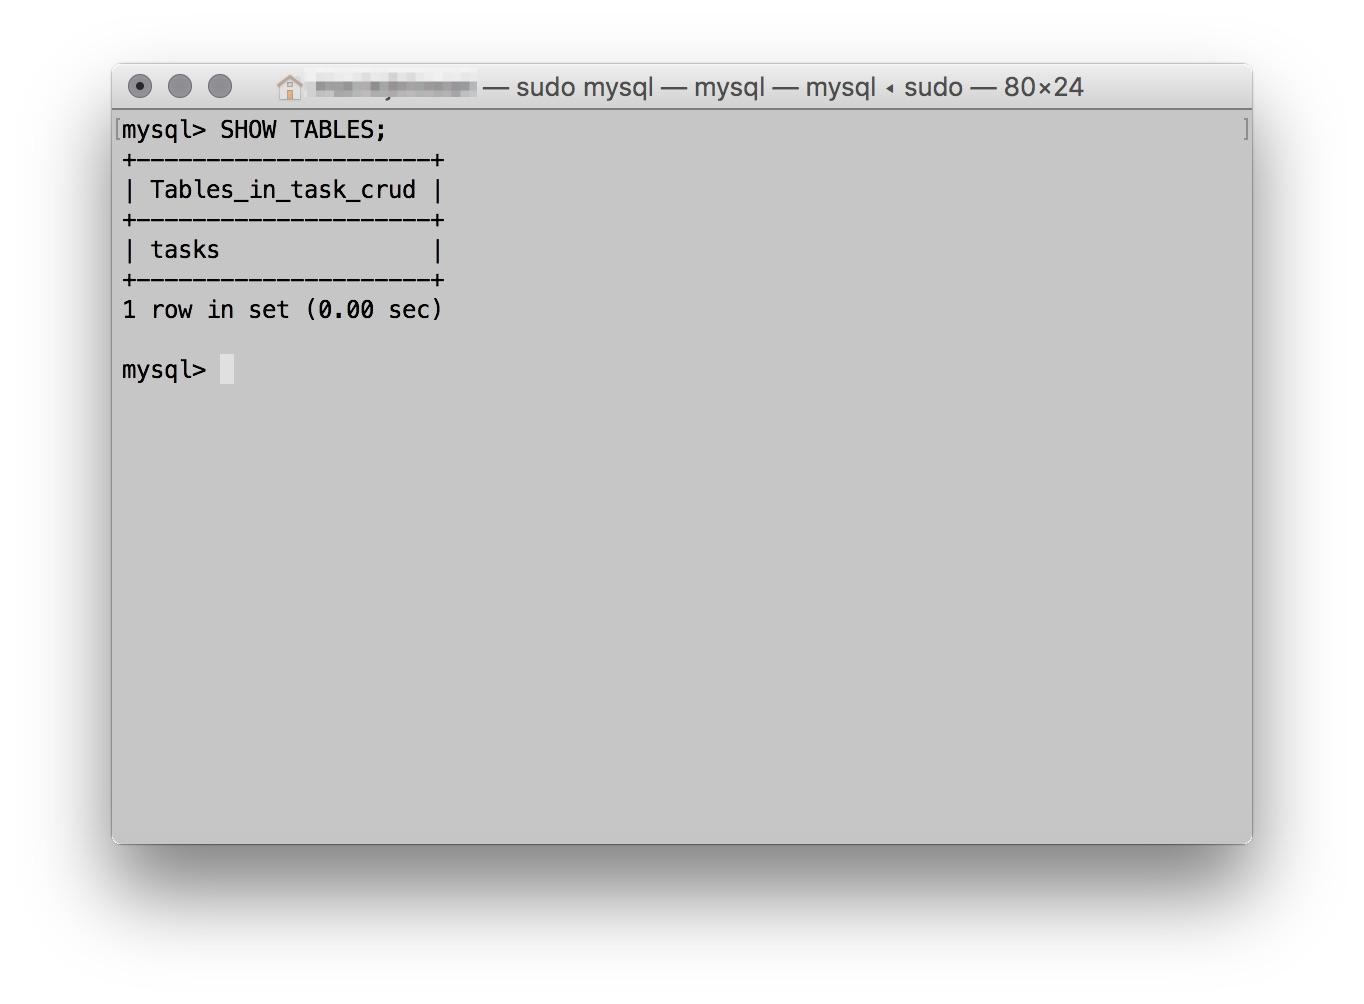 — sudo mysql — mysql — mysql ◂ sudo — 80×24
mysql> SHOW TABLES;
+---------------------+
| Tables_in_task_crud |
+---------------------+
| tasks               |
+---------------------+
1 row in set (0.00 sec)
mysql>